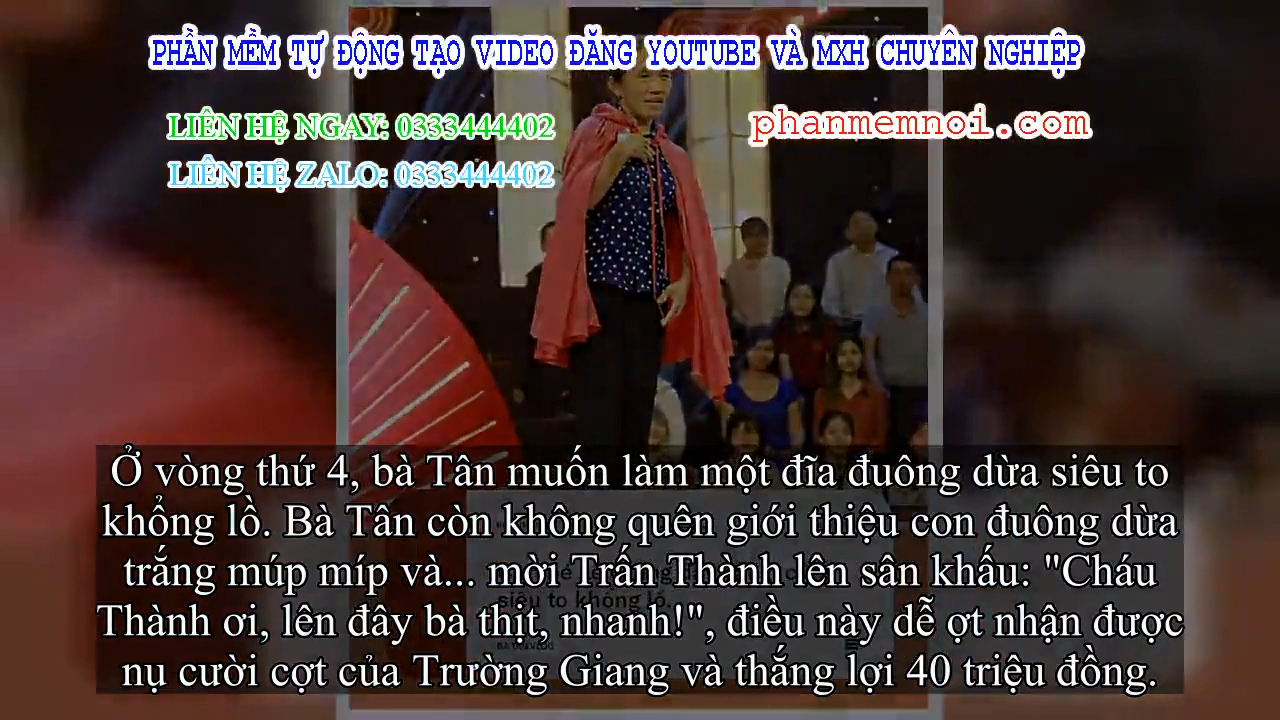 PHẦN MỀM TỰ ĐỘNG TẠO VIDEO ĐĂNG YOUTUBE VÀ MXH CHUYÊN NGHIỆP
LIÊN HỆ NGAY: 0333444402
phanmemnoi.com
LIÊN HỆ ZALO: 0333444402
Ở vòng thứ 4, bà Tân muốn làm một đĩa đuông dừa siêu to
khổng lồ. Bà Tân còn không quên giới thiệu con đuông dừa
trắng múp míp và... mời Trấn Thành lên sân khấu: "Cháu
siêu to khổng lồ.
Thành ơi, lên đây bà thịt, nhanh!", điều này dễ ợt nhận được
nụ cười cợt của Trường Giang và thắng lợi 40 triệu đồng.